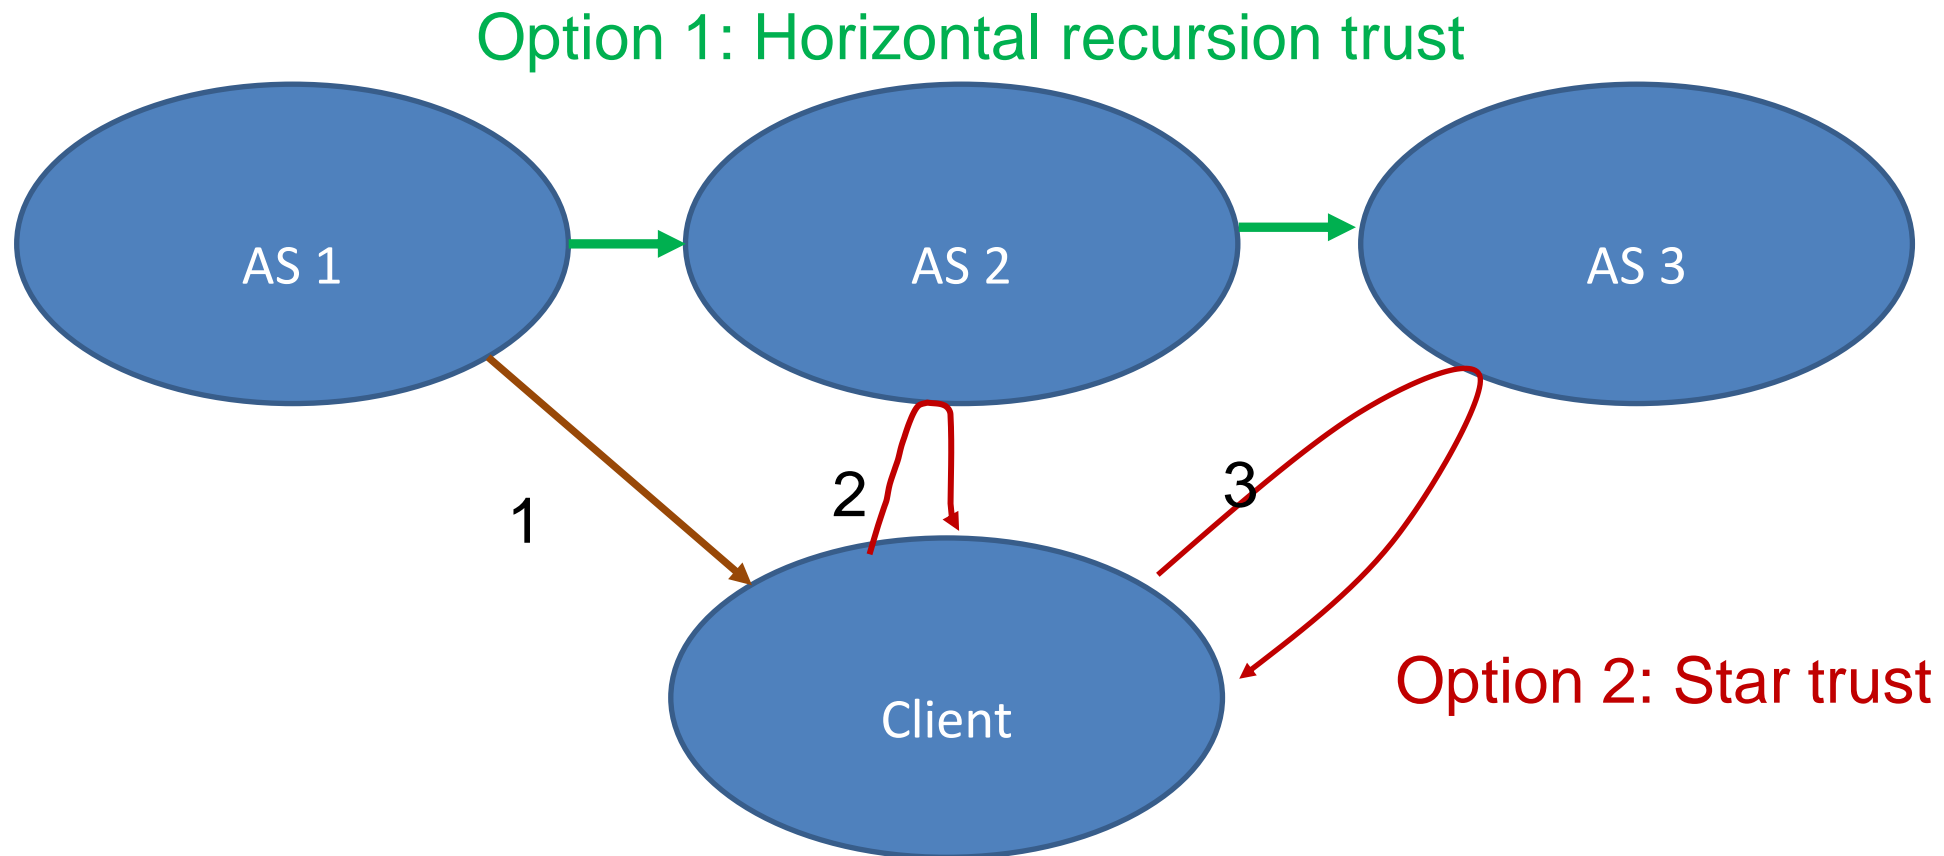 Option 1: Horizontal recursion trust
AS 1
AS 2
AS 3
1
2
3
Option 2: Star trust
Client